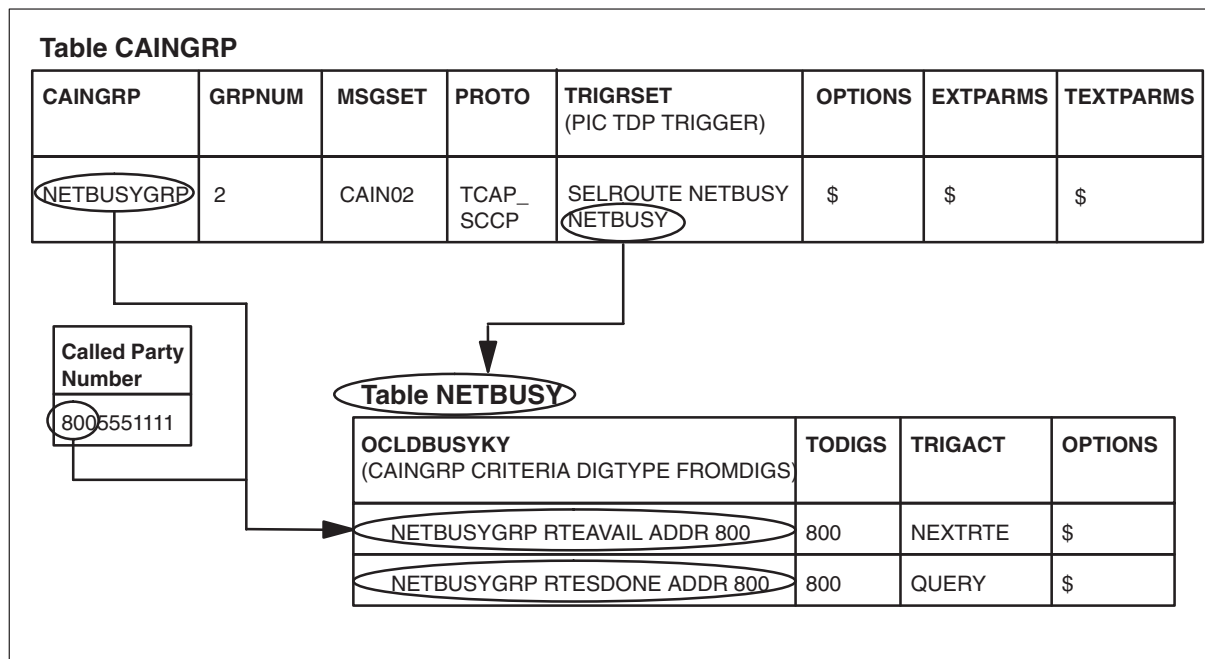 Table CAINGRP
CAINGRP GRPNUM MSGSET PROTO TRIGRSET OPTIONS EXTPARMS TEXTPARMS
(PIC TDP TRIGGER)
NETBUSYGRP 2 CAIN02 TCAP_ SELROUTE NETBUSY $ $ $
SCCP NETBUSY
Called Party
Number
8005551111
Table NETBUSY
OCLDBUSYKY TODIGS TRIGACT OPTIONS
(CAINGRP CRITERIA DIGTYPE FROMDIGS)
NETBUSYGRP RTEAVAIL ADDR 800 800 NEXTRTE $
NETBUSYGRP RTESDONE ADDR 800 800 QUERY $